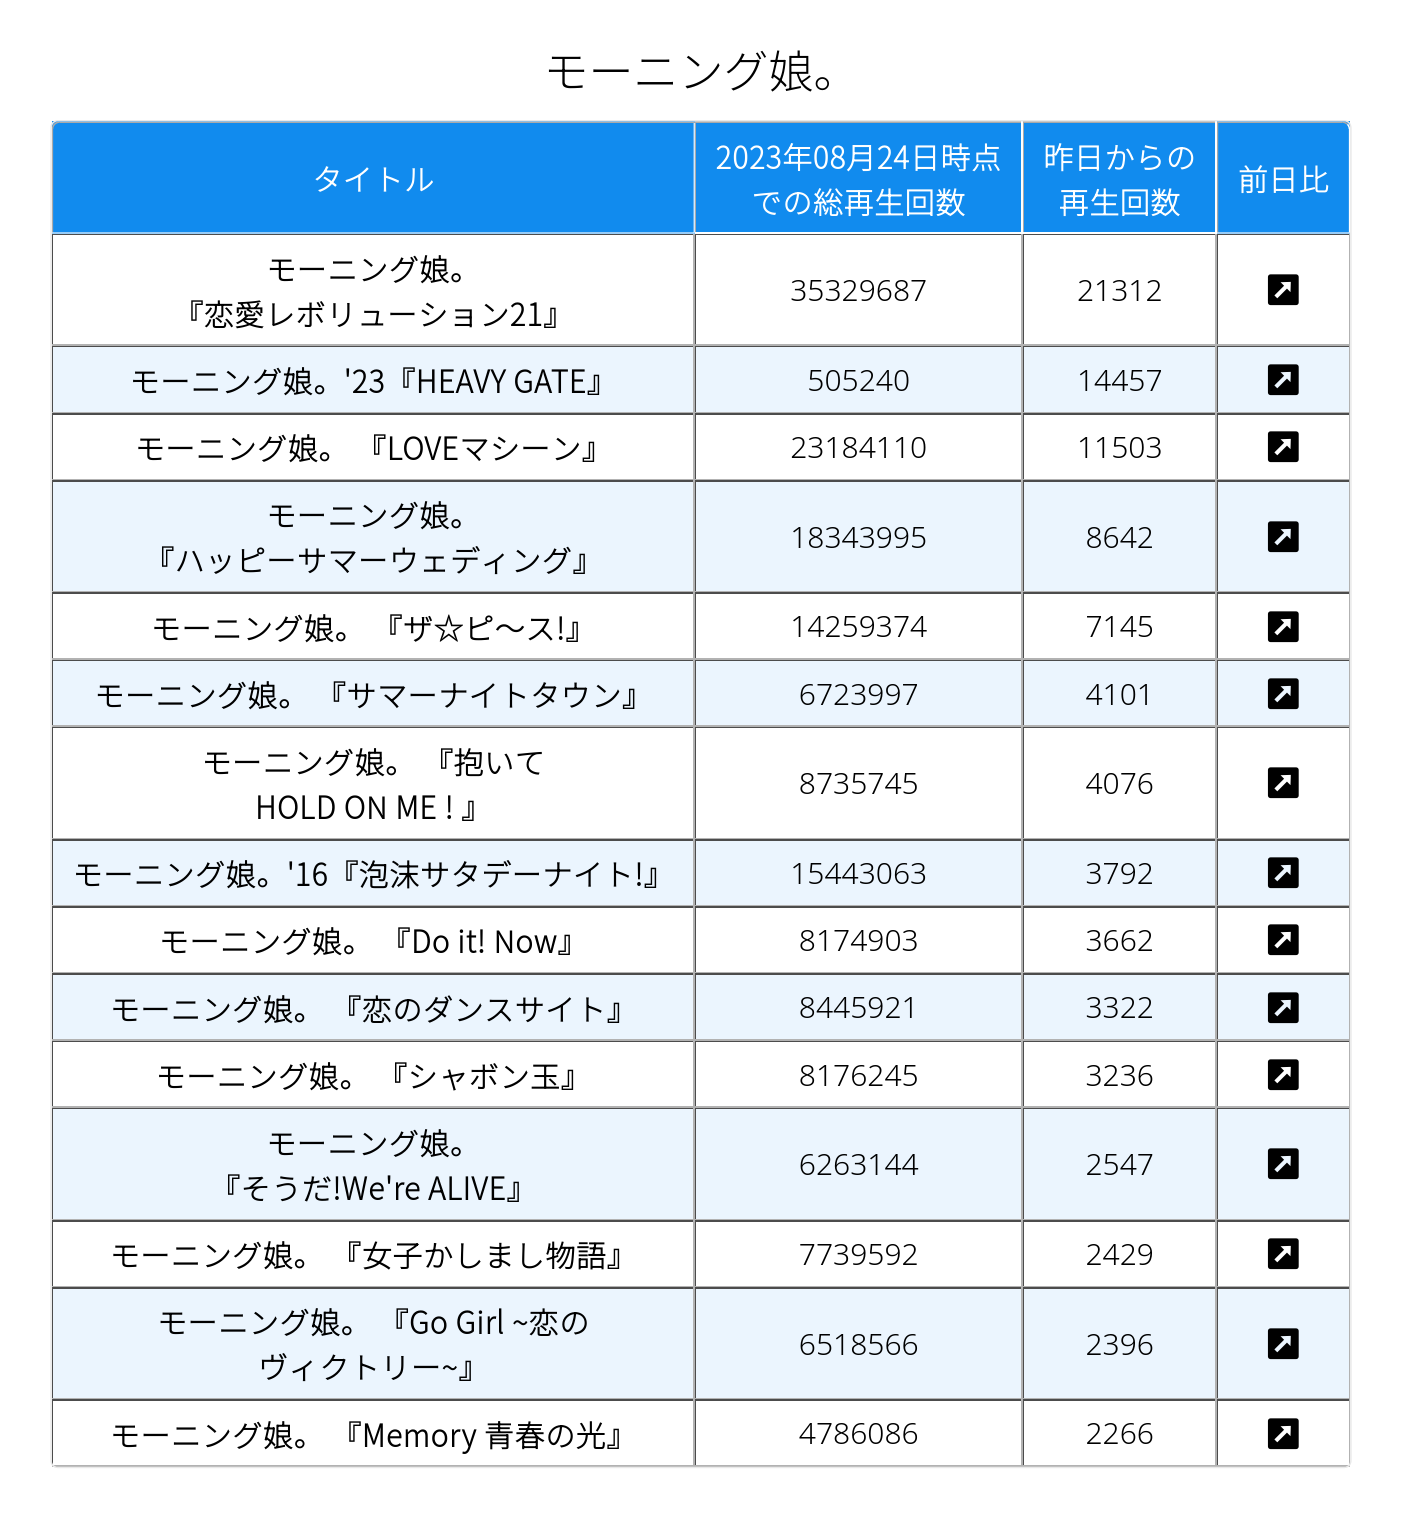 モーニング娘。
タイトル
2023年08月24日時点
での総再生回数
昨日からの
再生回数
前日比
モーニング娘。
『恋愛レボリューション21』
35329687
21312
モーニング娘。'23『HEAVY GATE』
505240
14457
モーニング娘。 『LOVEマシーン』
23184110
11503
モーニング娘。
『ハッピーサマーウェディング』
18343995
8642
モーニング娘。 『ザ☆ピ〜ス!』
14259374
7145
モーニング娘。 『サマーナイトタウン』
6723997
4101
モーニング娘。 『抱いて
HOLD ON ME ! 』
8735745
4076
モーニング娘。'16『泡沫サタデーナイト!』
15443063
3792
モーニング娘。 『Do it! Now』
8174903
3662
モーニング娘。 『恋のダンスサイト』
8445921
3322
モーニング娘。 『シャボン玉』
8176245
3236
モーニング娘。
『そうだ!We're ALIVE』
6263144
2547
モーニング娘。 『女子かしまし物語』
7739592
2429
モーニング娘。 『Go Girl ~恋の
ヴィクトリー~』
6518566
2396
モーニング娘。 『Memory 青春の光』
4786086
2266